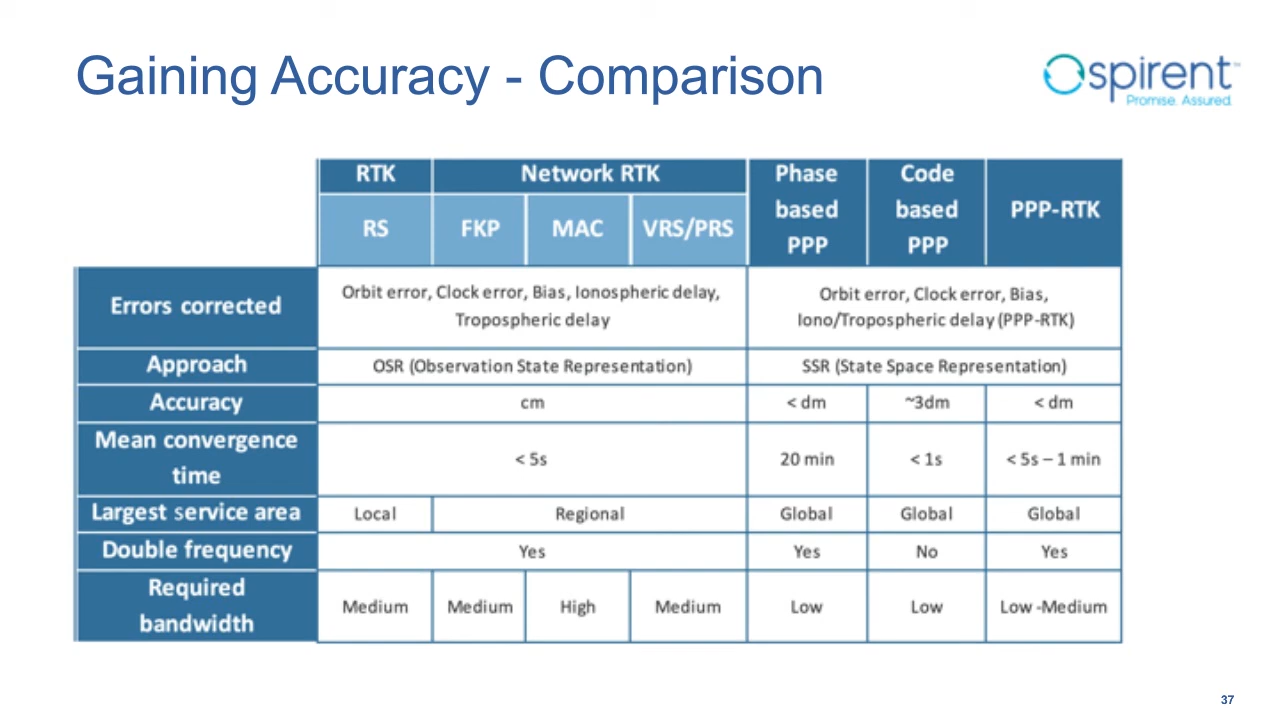 Gaining Accuracy - Comparison
spirent™
Promise. Assured.
RTK
Network RTK
Phase
based
PPP
Code
based
PPP
PPP-RTK
RS
FKP
MAC
VRS/PRS
Errors corrected
Orbit error, Clock error, Bias, Ionospheric delay,
Tropospheric delay
Orbit error, Clock error, Bias,
Iono/Tropospheric delay (PPP-RTK)
Approach
OSR (Observation State Representation)
SSR (State Space Representation)
Accuracy
cm
< dm
~3dm
< dm
Mean convergence
time
< 5s
20 min
< 1s
< 5s – 1 min
Largest service area
Local
Regional
Global
Global
Global
Double frequency
Yes
Yes
No
Yes
Required
bandwidth
Medium
Medium
High
Medium
Low
Low
Low -Medium
37